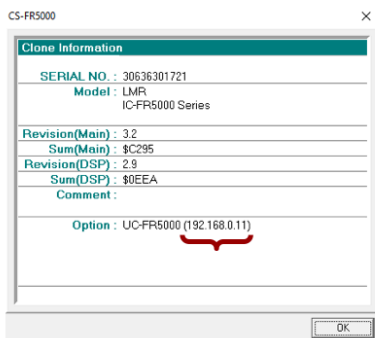 CS-FR5000
Clone Information
SERIAL NO. : 30636301721
Model : LMR
IC-FR5000 Series
Revision(Main) : 3.2
Sum(Main) : $C295
Revision(DSP) : 2.9
Sum(DSP) : $0EEA
Comment :
Option : UC-FR5000 (192.168.0.11)
OK